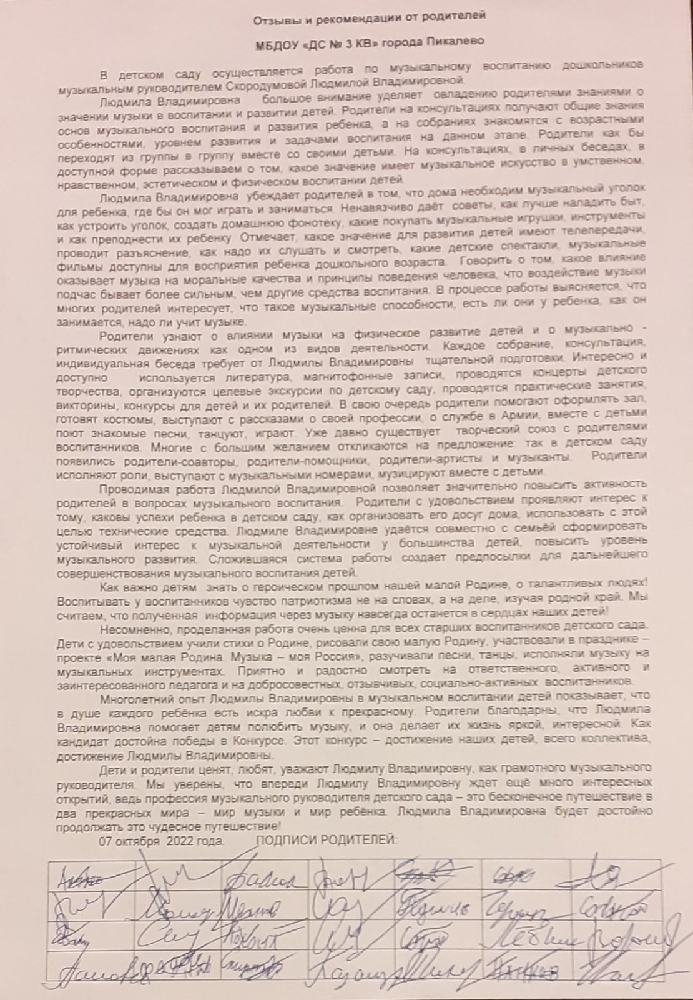 Отзывы и рекомендации от родителей
МБДОУ «ДС № 3 КВ» города Пикалево
В детском саду осуществляется работа по музыкальному воспитанию дошкольников
музыкальным руководителем Скородумовой Людмилой Владимировной.
Людмила Владимировна большое внимание уделяет овладению родителями знаниями о
значении музыки в воспитании и развитии детей. Родители на консультациях получают общие знания
основ музыкального воспитания и развития ребенка, а на собраниях знакомятся с возрастными
особенностями, уровнем развития и задачами воспитания на данном этапе. Родители как бы
переходят из группы в группу вместе со своими детьми. На консультациях, в личных беседах, в
доступной форме рассказываем о том, какое значение имеет музыкальное искусство в умственном,
нравственном, эстетическом и физическом воспитании детей.
Людмила Владимировна убеждает родителей в том, что дома необходим музыкальный уголок
для ребенка, где бы он мог играть и заниматься. Ненавязчиво даёт советы, как лучше наладить быт,
как устроить уголок, создать домашнюю фонотеку, какие покупать музыкальные игрушки, инструменты
и как преподнести их ребенку. Отмечает, какое значение для развития детей имеют телепередачи,
проводит разъяснение, как надо их слушать и смотреть, какие детские спектакли, музыкальные
фильмы доступны для восприятия ребенка дошкольного возраста. Говорить о том, какое влияние
оказывает музыка на моральные качества и принципы поведения человека, что воздействие музыки
подчас бывает более сильным, чем другие средства воспитания. В процессе работы выясняется, что
многих родителей интересует, что такое музыкальные способности, есть ли они у ребенка, как он
занимается, надо ли учит музыке.
Родители узнают о влиянии музыки на физическое развитие детей и о музыкально -
ритмических движениях как одном из видов деятельности. Каждое собрание, консультация,
индивидуальная беседа требует от Людмилы Владимировны тщательной подготовки. Интересно и
доступно используется литература, магнитофонные записи, проводятся концерты детского
творчества, организуются целевые экскурсии по детскому саду, проводятся практические занятия,
викторины, конкурсы для детей и их родителей. В свою очередь родители помогают оформлять зал,
готовят костюмы, выступают с рассказами о своей профессии, о службе в Армии, вместе с детьми
поют знакомые песни, танцуют, играют. Уже давно существует творческий союз с родителями
воспитанников. Многие с большим желанием откликаются на предложение: так в детском саду
появились родители-соавторы, родители-помощники, родители-артисты и музыканты. Родители
исполняют роли, выступают с музыкальными номерами, музицируют вместе с детьми.
Проводимая работа Людмилой Владимировной позволяет значительно повысить активность
родителей в вопросах музыкального воспитания. Родители с удовольствием проявляют интерес к
тому, каковы успехи ребенка в детском саду, как организовать его досуг дома, использовать с этой
целью технические средства. Людмиле Владимировне удаётся совместно с семьёй сформировать
устойчивый интерес к музыкальной деятельности у большинства детей, повысить уровень
музыкального развития. Сложившаяся система работы создает предпосылки для дальнейшего
совершенствования музыкального воспитания детей.
Как важно детям знать о героическом прошлом нашей малой Родине, о талантливых людях!
Воспитывать у воспитанников чувство патриотизма не на словах, а на деле, изучая родной край. Мы
считаем, что полученная информация через музыку навсегда останется в сердцах наших детей!
Несомненно, проделанная работа очень ценна для всех старших воспитанников детского сада.
Дети с удовольствием учили стихи о Родине, рисовали свою малую Родину, участвовали в празднике –
проекте «Моя малая Родина. Музыка – моя Россия», разучивали песни, танцы, исполняли музыку на
музыкальных инструментах. Приятно и радостно смотреть на ответственного, активного и
заинтересованного педагога и на добросовестных, отзывчивых, социально-активных воспитанников.
Многолетний опыт Людмилы Владимировны в музыкальном воспитании детей показывает, что
в душе каждого ребёнка есть искра любви к прекрасному. Родители благодарны, что Людмила
Владимировна помогает детям полюбить музыку, и она делает их жизнь яркой, интересной. Как
кандидат достойна победы в Конкурсе. Этот конкурс – достижение наших детей, всего коллектива,
достижение Людмилы Владимировны.
Дети и родители ценят, любят, уважают Людмилу Владимировну, как грамотного музыкального
руководителя. Мы уверены, что впереди Людмилу Владимировну ждет ещё много интересных
открытий, ведь профессия музыкального руководителя детского сада – это бесконечное путешествие в
два прекрасных мира – мир музыки и мир ребёнка. Людмила Владимировна будет достойно
продолжать это чудесное путешествие!
07 октября 2022 года. ПОДПИСИ РОДИТЕЛЕЙ: